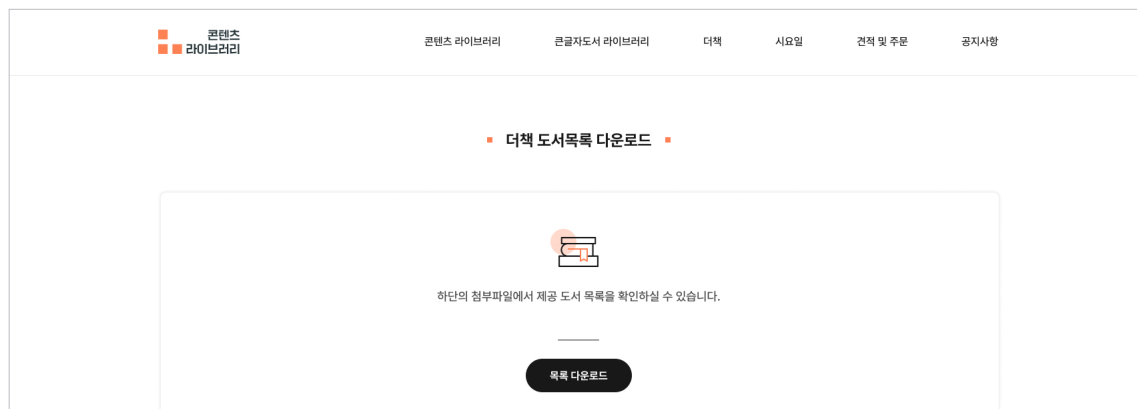 콘텐츠
라이브러리
콘텐츠 라이브러리 큰글자도서 라이브러리 더책 시요일 견적 및 주문 공지사항
더책 도서목록 다운로드
하단의 첨부파일에서 제공 도서 목록을 확인하실 수 있습니다.
목록 다운로드